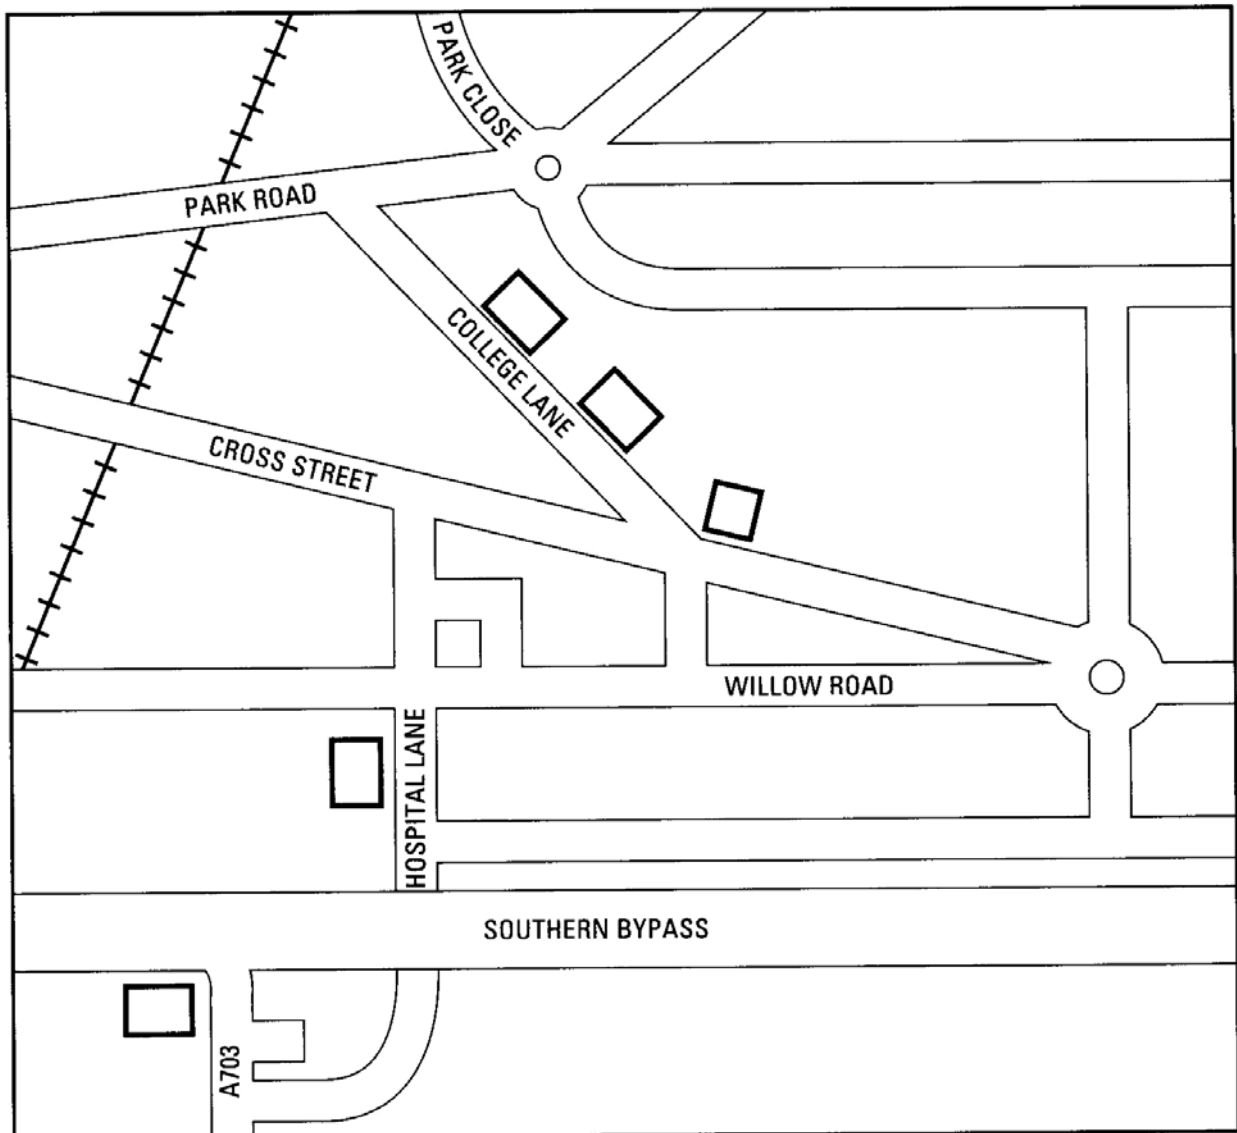 PARK CLOSE
PARK ROAD
COLLEGE LANE
CROSS STREET
WILLOW ROAD
HOSPITAL LANE
SOUTHERN BYPASS
A703